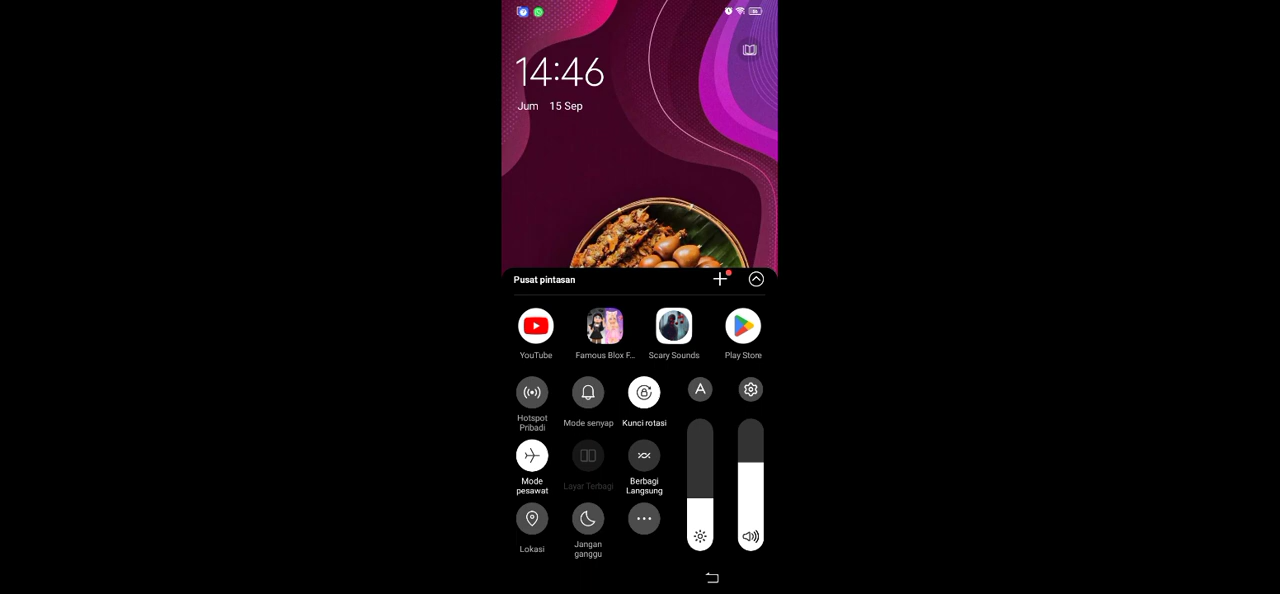 14:46
Jum 15 Sep
Pusat pintasan
YouTube
Famous Blox F...
Scary Sounds
Play Store
A
Hotspot
Pribadi
Mode senyap
Kunci rotasi
Mode
pesawat
Layar Terbagi
Berbagi
Langsung
Lokasi
Jangan
ganggu